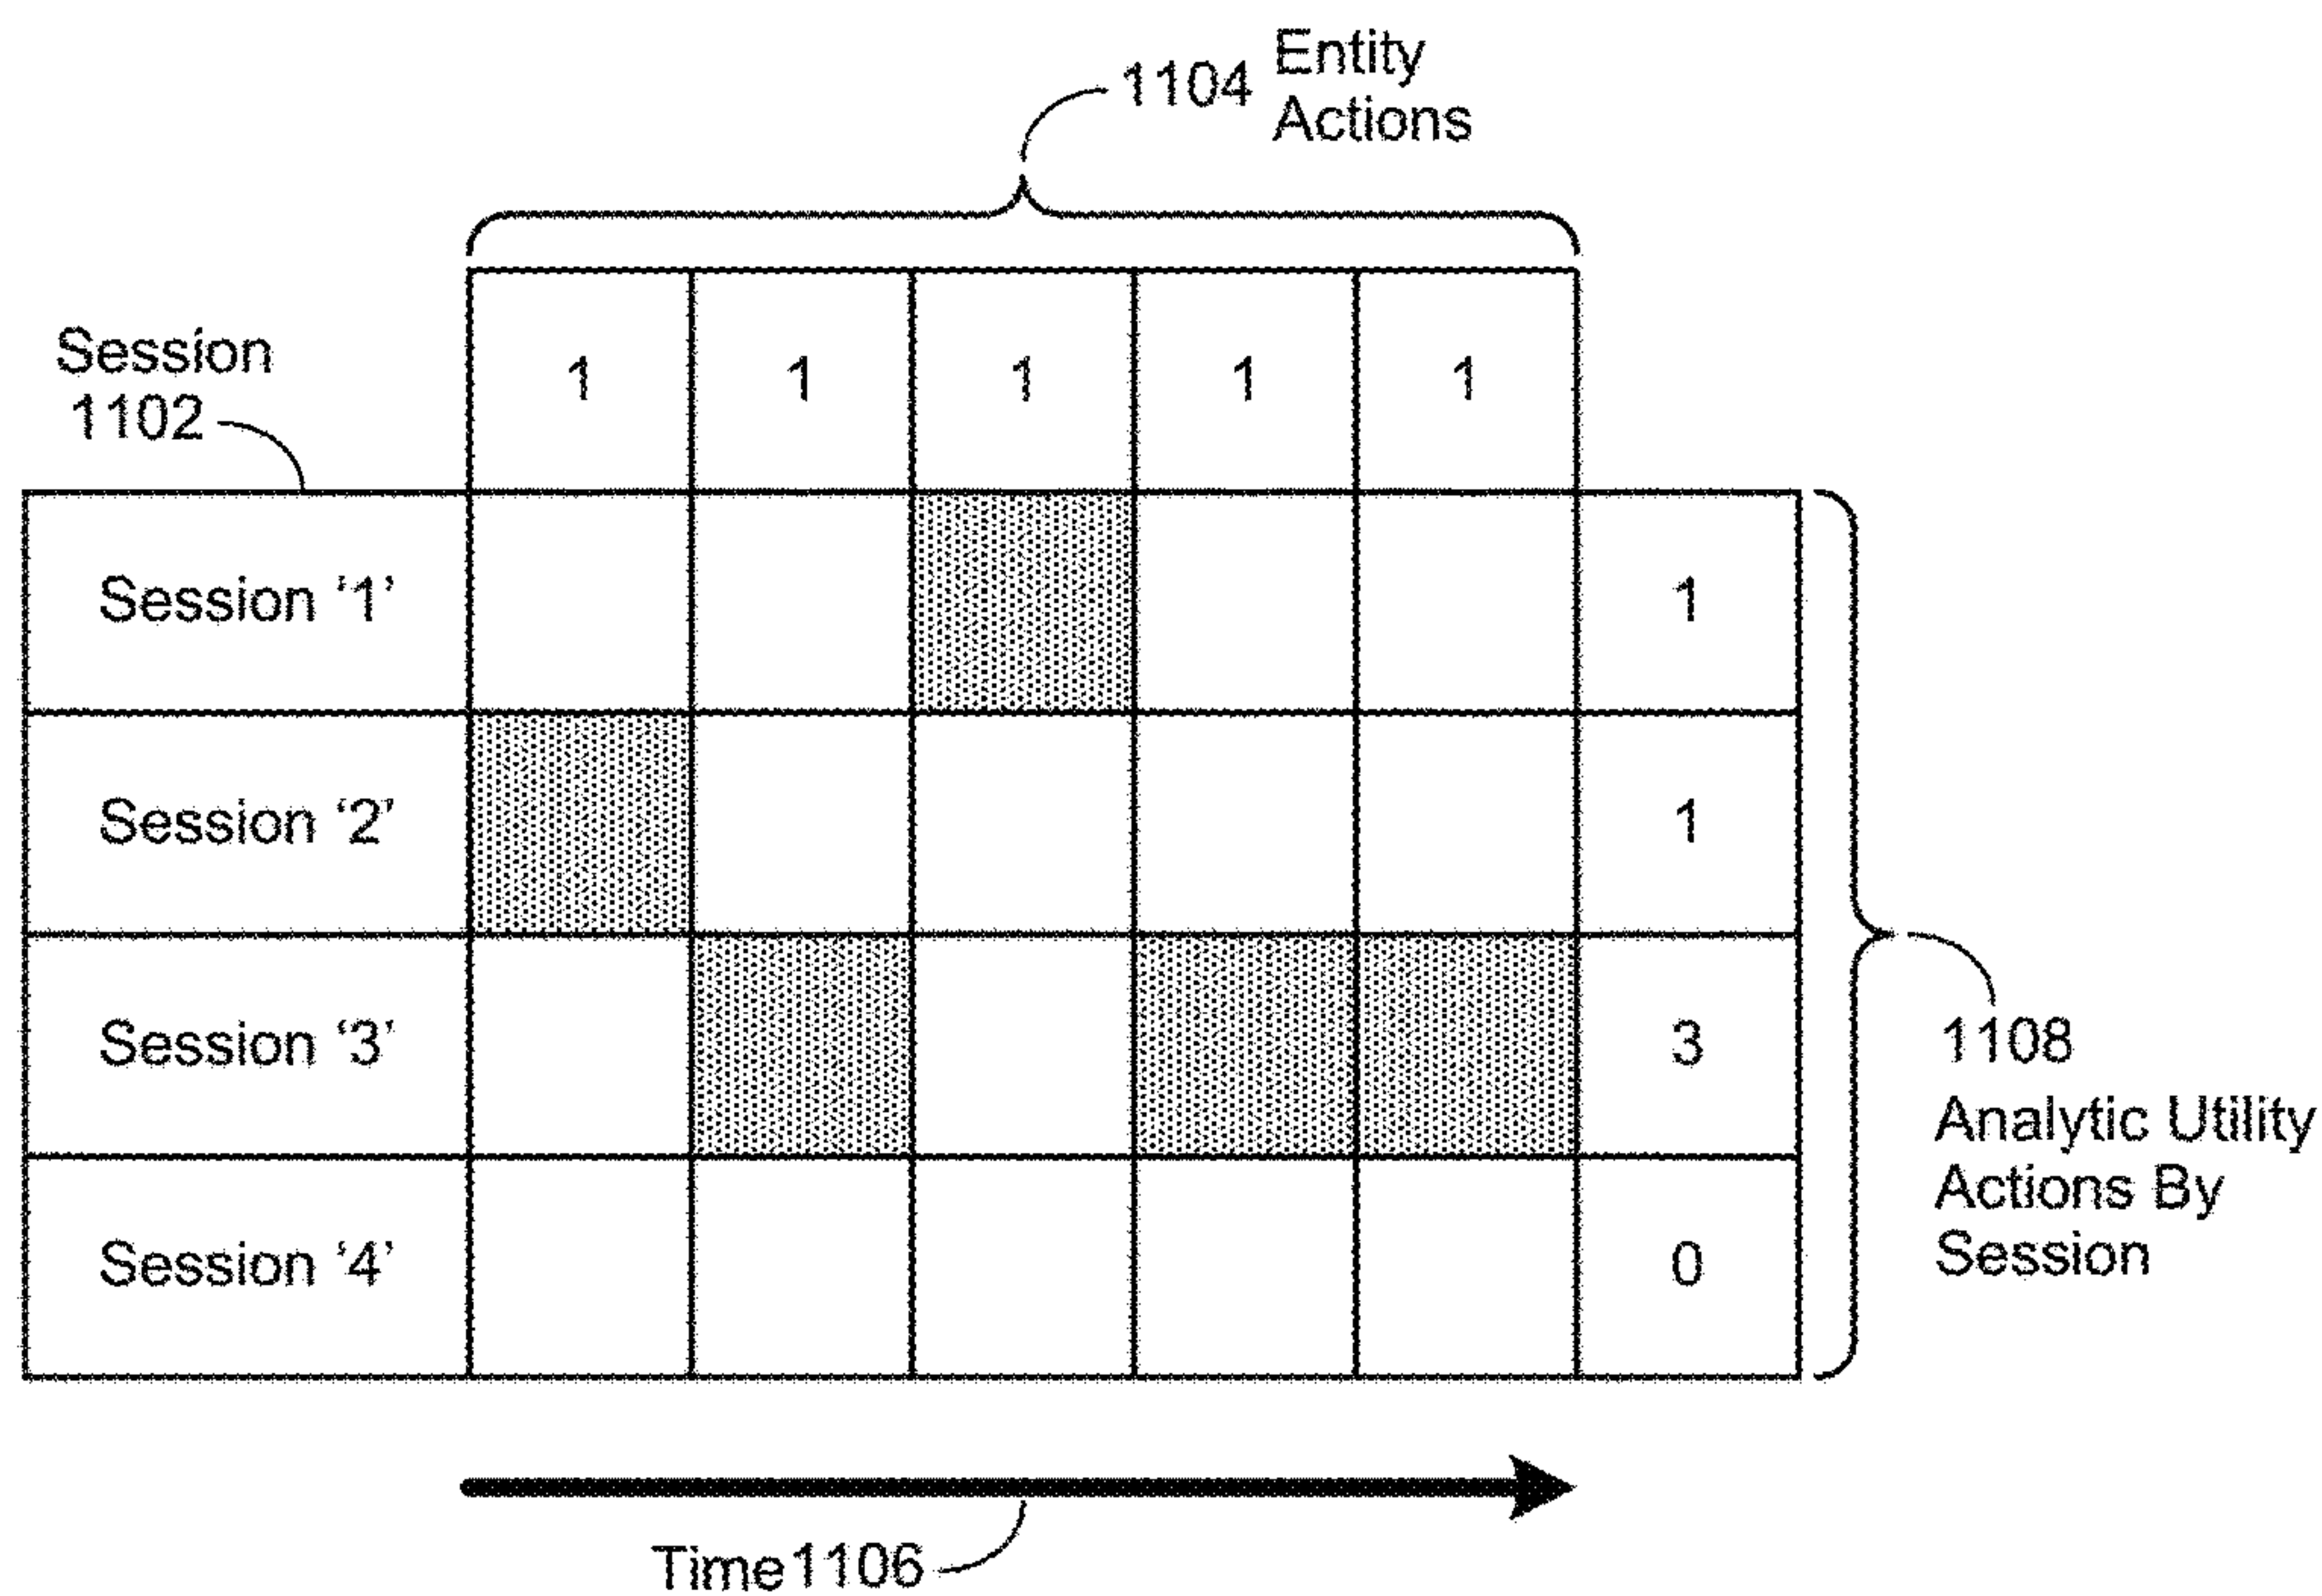 1104 Entity
Actions
Session
1102
1 1 1 1 1
Session ‘1’ 1
Session ‘2’ 1
Session ‘3’ 3
Session ‘4’ 0
1108
Analytic Utility
Actions By
Session
Time 1106